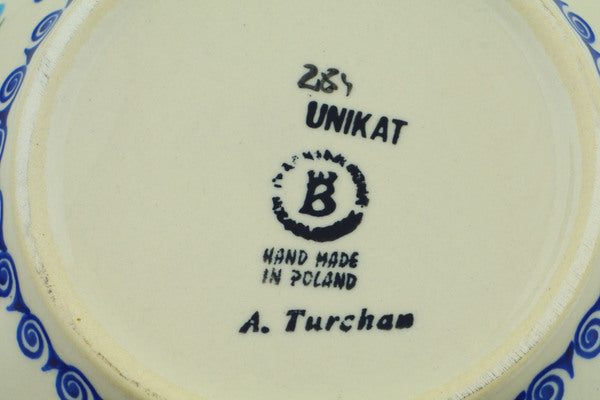 284
UNIKAT
B
HAND MADE
IN POLAND
A. Turchan